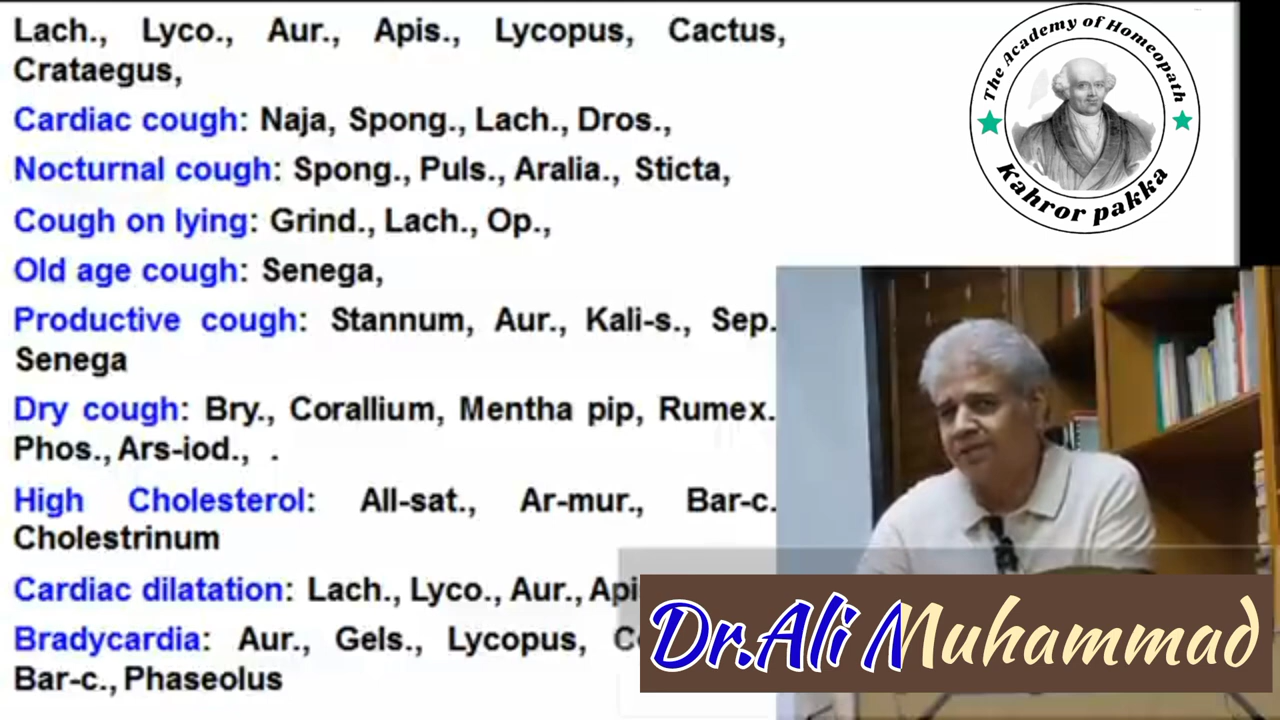 Lach., Lyco., Aur., Apis., Lycopus, Cactus,
Crataegus,
Cardiac cough: Naja, Spong., Lach., Dros.,
Nocturnal cough: Spong., Puls., Aralia., Sticta,
Cough on lying: Grind., Lach., Op.,
Old age cough: Senega,
Productive cough: Stannum, Aur., Kali-s., Sep.
Senega
Dry cough: Bry., Corallium, Mentha pip, Rumex.
Phos., Ars-iod., .
High Cholesterol: All-sat., Ar-mur., Bar-c.
Cholestrinum
Cardiac dilatation: Lach., Lyco., Aur.,
Bradycardia: Aur., Gels., Lycopus,
Bar-c., Phaseolus
The Academy of Homeopath
Kahror pakka
Dr.Ali Muhammad